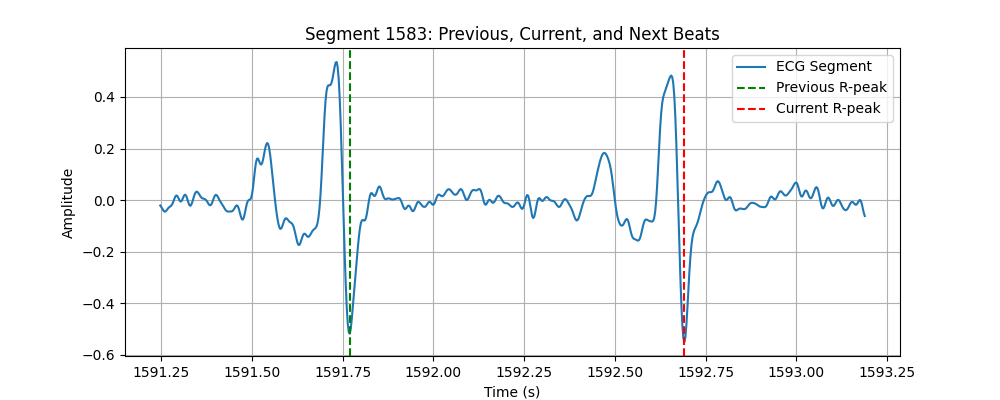 Segment 1583: Previous, Current, and Next Beats
ECG Segment
Previous R-peak
Current R-peak
Amplitude
0.4
0.2
0.0
−0.2
−0.4
−0.6
1591.25 1591.50 1591.75 1592.00 1592.25 1592.50 1592.75 1593.00 1593.25
Time (s)